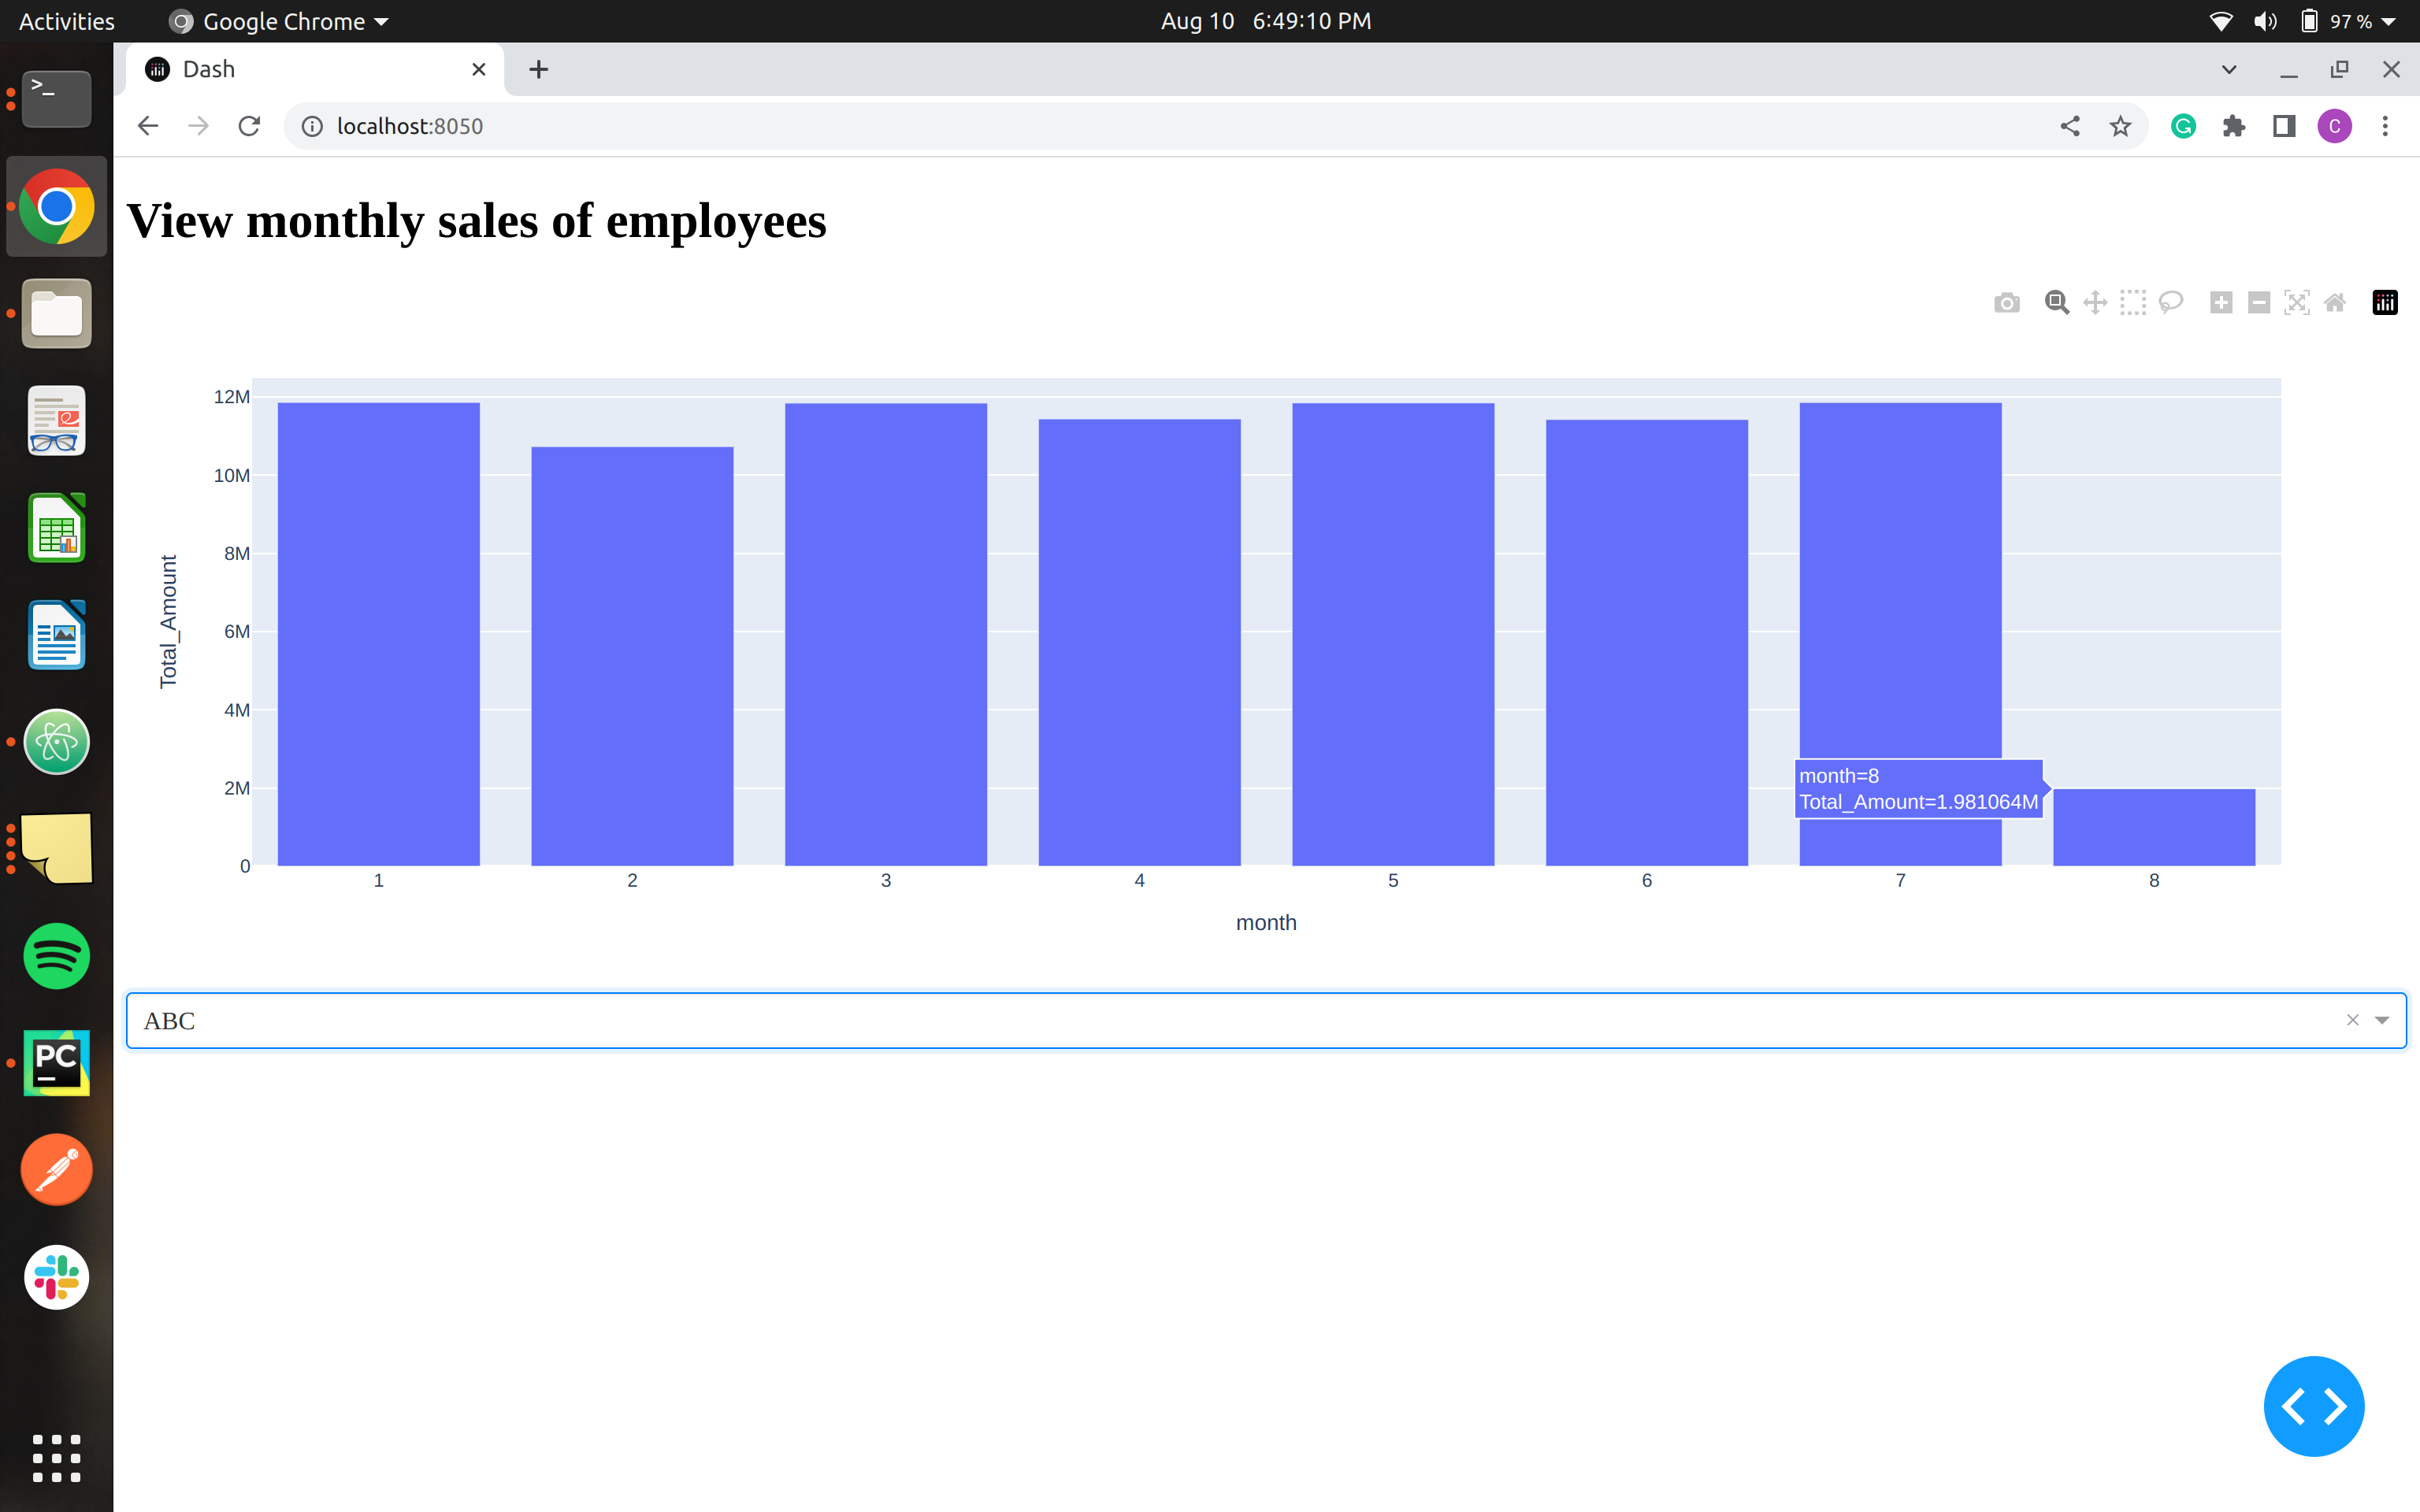 Activities
Google Chrome
Aug 10 6:49:10 PM
97 %
>_
Dash
localhost:8050
C
View monthly sales of employees
12M
10M
8M
6M
4M
2M
0
Total_Amount
month=8
Total_Amount=1.981064M
1 2 3 4 5 6 7 8
month
ABC
PC